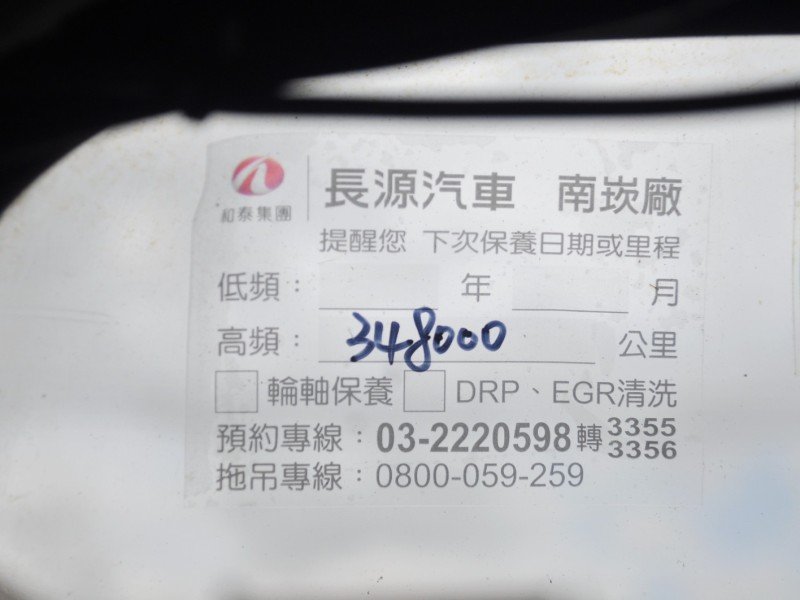 和泰集團
長源汽車 南崁廠
提醒您 下次保養日期或里程
低頻： 年 月
高頻： 348000 公里
輪軸保養 DRP、EGR清洗
預約專線：03-2220598轉3355
3356
拖吊專線：0800-059-259